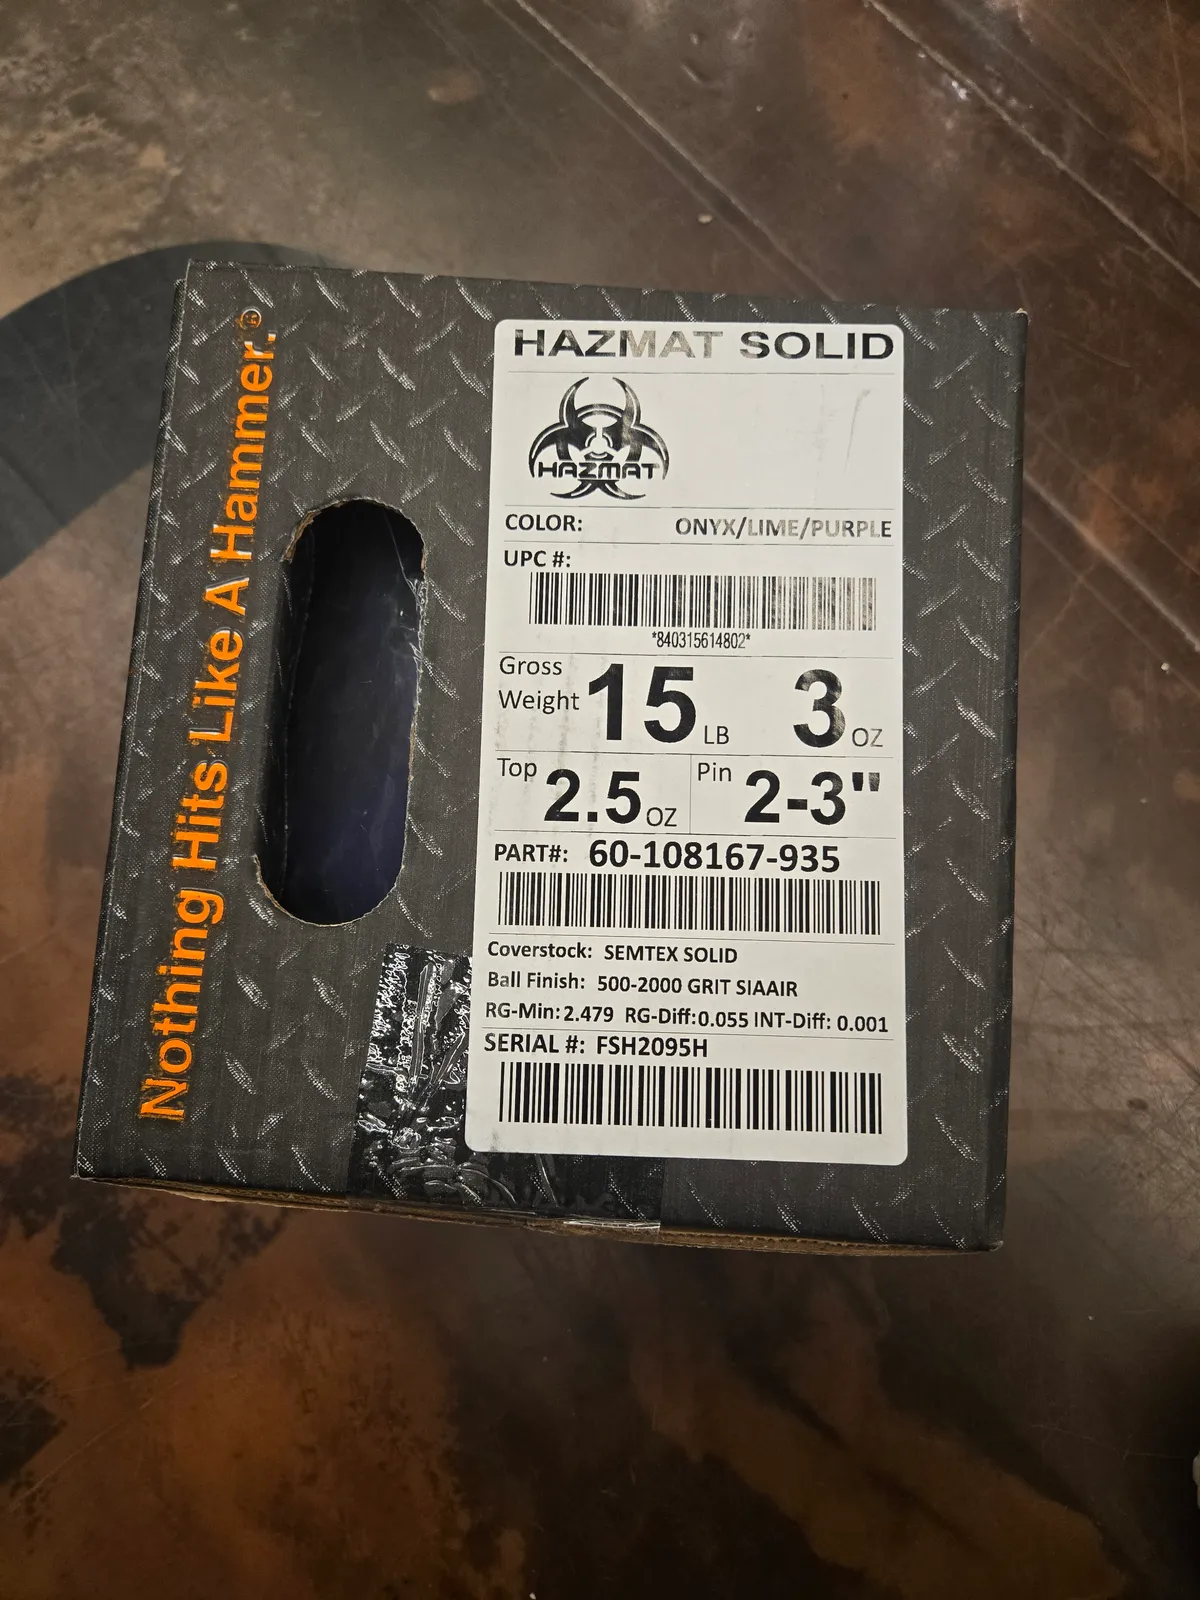 Nothing Hits Like A Hammer.®
HAZMAT SOLID
HAZMAT
COLOR: ONYX/LIME/PURPLE
UPC #:
*840315614802*
Gross Weight 15 LB 3 OZ
Top 2.5 OZ Pin 2-3"
PART#: 60-108167-935
Coverstock: SEMTEX SOLID
Ball Finish: 500-2000 GRIT SIAAIR
RG-Min: 2.479 RG-Diff: 0.055 INT-Diff: 0.001
SERIAL #: FSH2095H